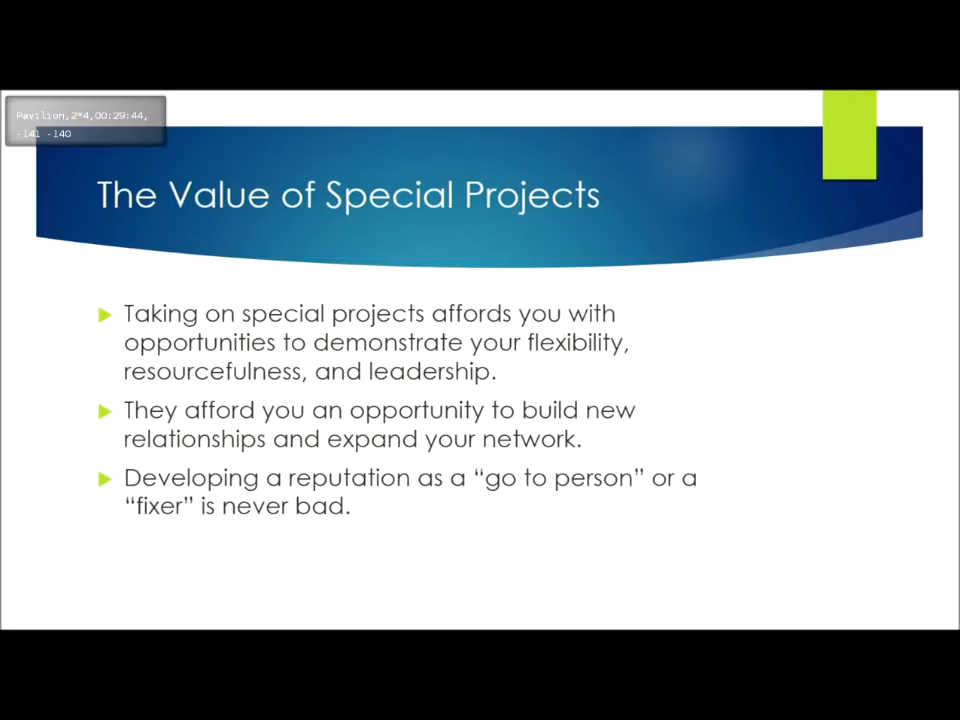 Pavilion,2*4,00:29:44,
-141 -140
The Value of Special Projects
Taking on special projects affords you with
opportunities to demonstrate your flexibility,
resourcefulness, and leadership.
They afford you an opportunity to build new
relationships and expand your network.
Developing a reputation as a “go to person” or a
“fixer” is never bad.